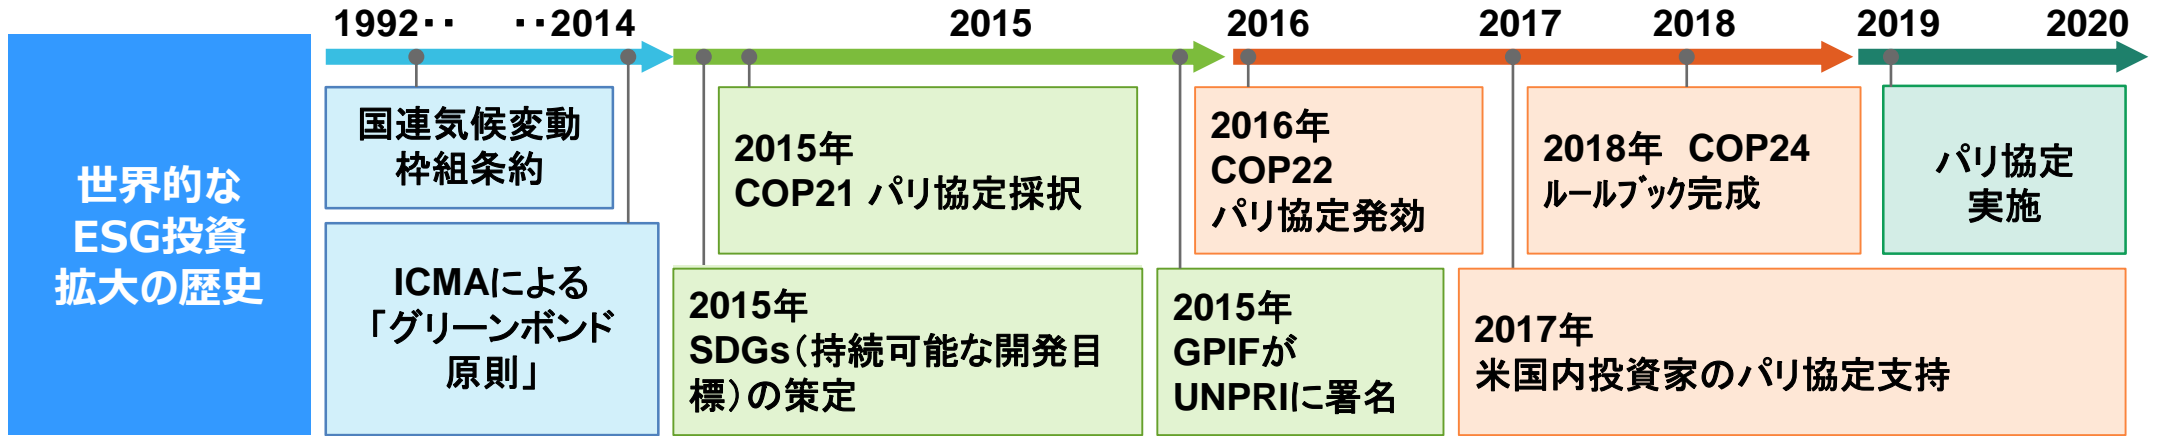 世界的な
ESG投資
拡大の歴史
1992・・　・・2014
2015
2016
2017
2018
2019
2020
国連気候変動
枠組条約
ICMAによる
「グリーンボンド
原則」
2015年
COP21 パリ協定採択
2015年
SDGs（持続可能な開発目
標）の策定
2015年
GPIFが
UNPRIに署名
2016年
COP22
パリ協定発効
2017年
米国内投資家のパリ協定支持
2018年　COP24
ﾙｰﾙﾌﾞｯｸ完成
パリ協定
実施